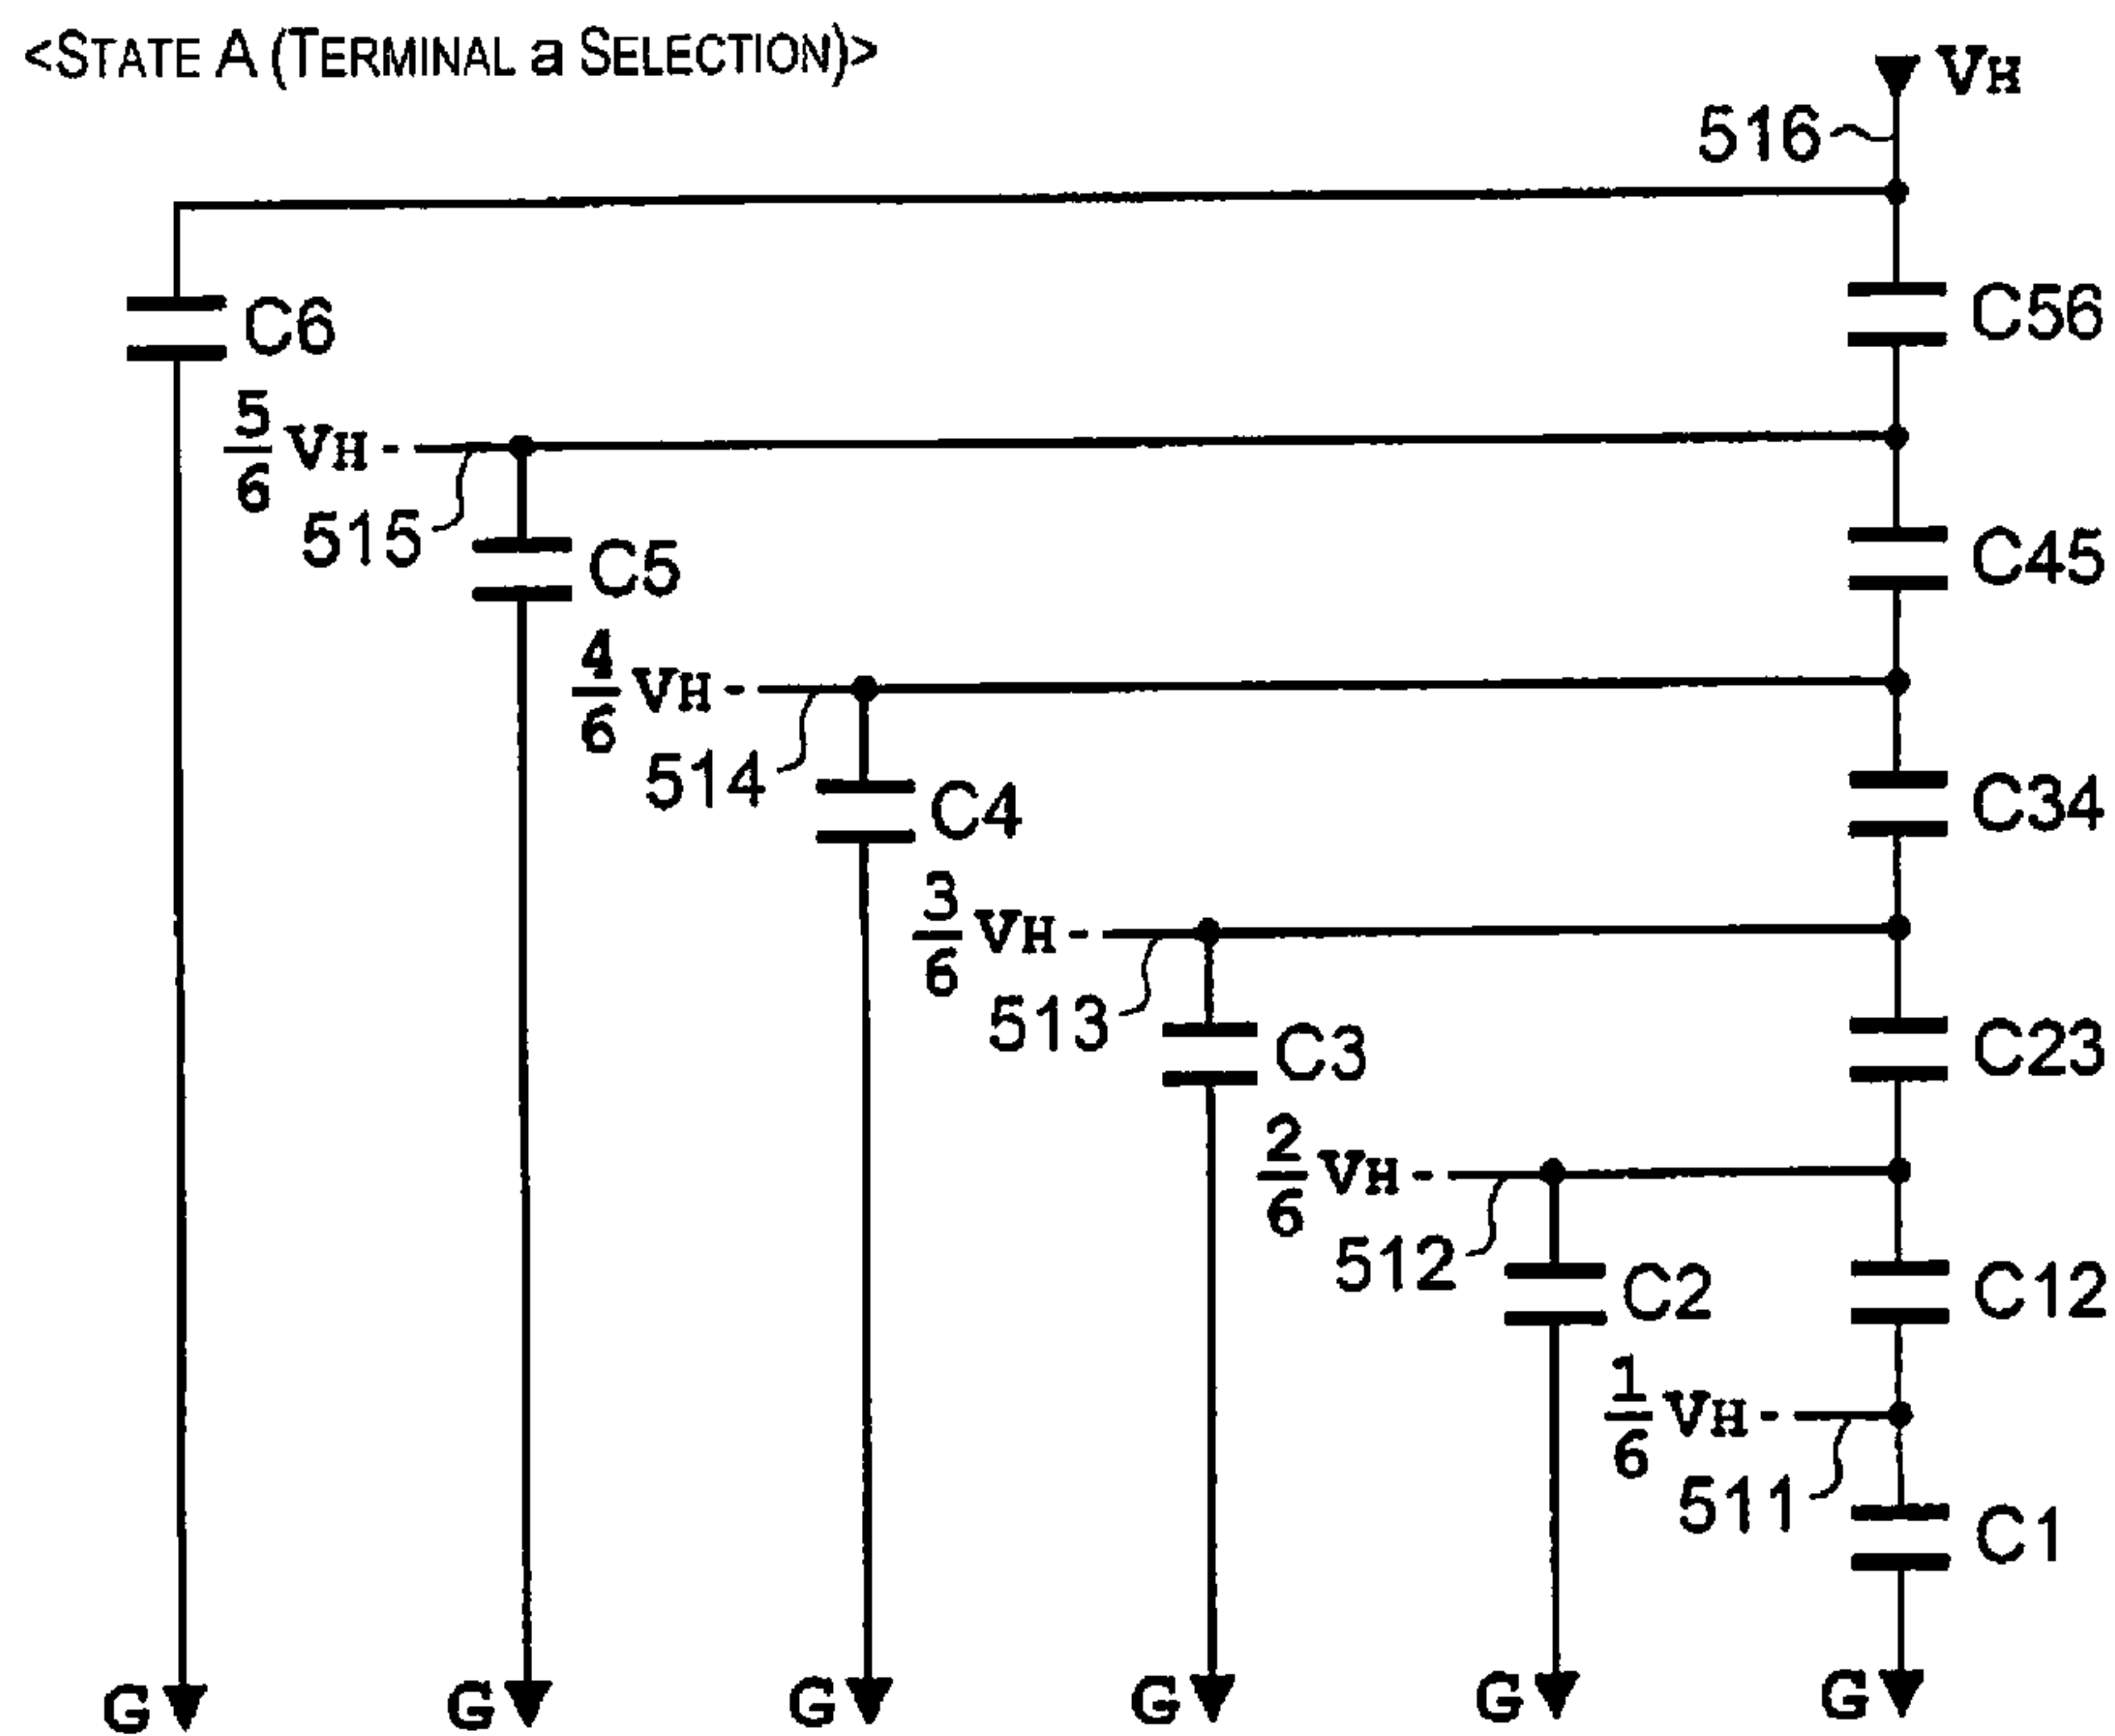 <STATE A (TERMINAL a SELECTION)>
VH
516
C6
C56
5/6 VH
515
C5
C45
4/6 VH
514
C4
C34
3/6 VH
513
C3
C23
2/6 VH
512
C2
C12
1/6 VH
511
C1
G
G
G
G
G
G